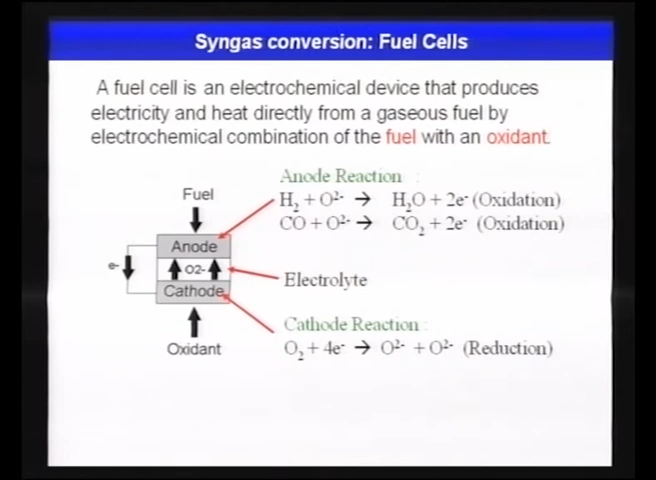 Syngas conversion: Fuel Cells
A fuel cell is an electrochemical device that produces
electricity and heat directly from a gaseous fuel by
electrochemical combination of the fuel with an oxidant.
Anode Reaction :
H₂ + O²⁻ → H₂O + 2e⁻ (Oxidation)
CO + O²⁻ → CO₂ + 2e⁻ (Oxidation)
Fuel
Anode
e-
O2-
Electrolyte
Cathode
Cathode Reaction :
O₂ + 4e⁻ → O²⁻ + O²⁻ (Reduction)
Oxidant